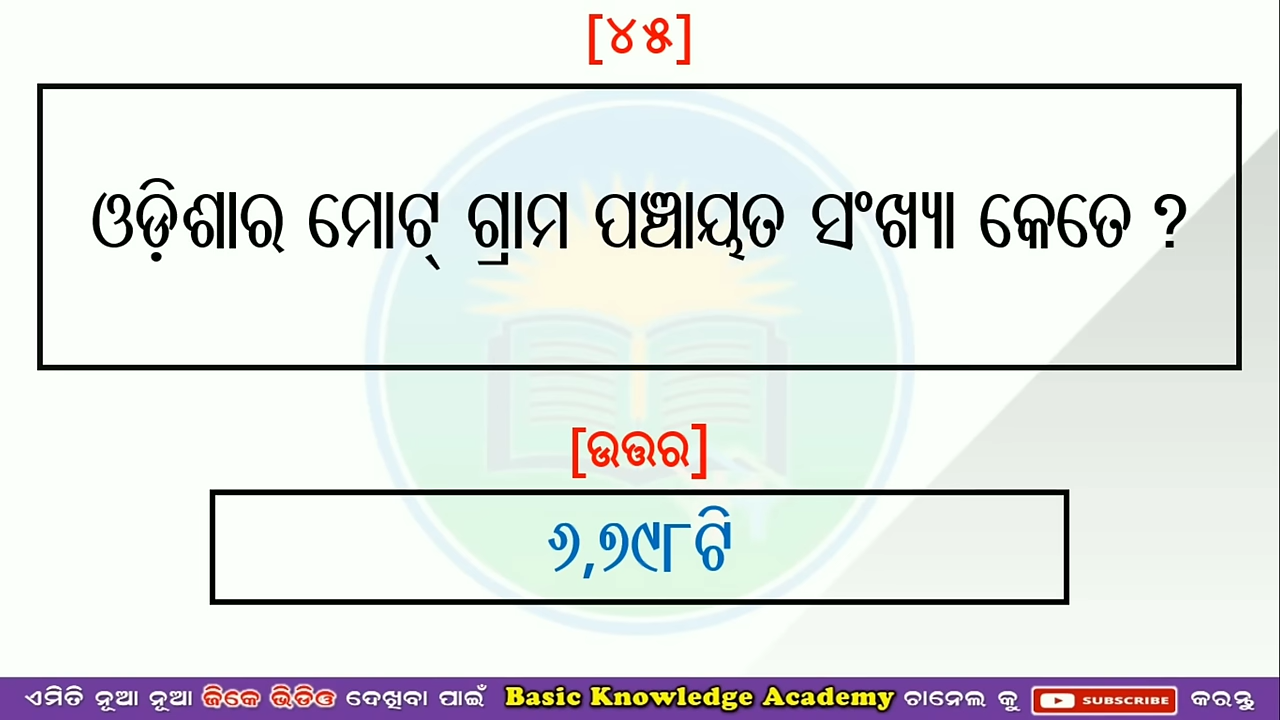 [୪୫]
ଓଡ଼ିଶାର ମୋଟ୍ ଗ୍ରାମ ପଞ୍ଚାୟତ ସଂଖ୍ୟା କେତେ ?
[ଉତ୍ତର]
୬,୭୯୮ଟି
ଏମିତି ନୂଆ ନୂଆ ଜିକେ ଭିଡିଓ ଦେଖିବା ପାଇଁ Basic Knowledge Academy ଚାନେଲ କୁ SUBSCRIBE କରନ୍ତୁ